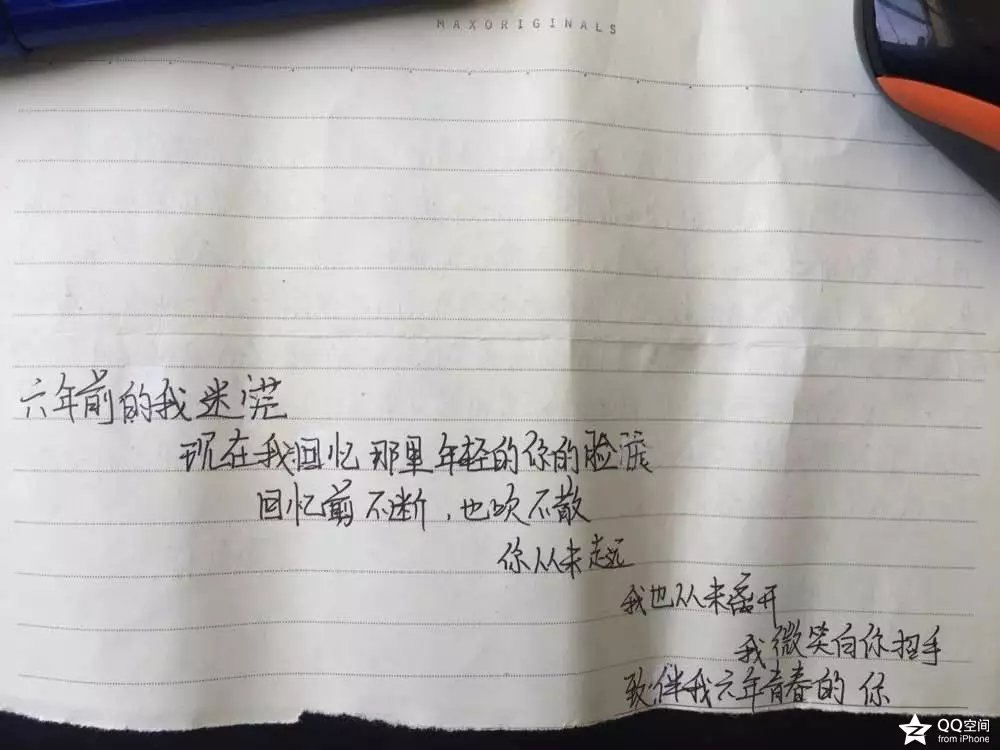 MAXORIGINALS
六年前的我迷茫
现在我回忆那里年轻的你的脸
回忆剪不断，也吹不散
你从来走远
我也从来离开
我微笑向你招手
致伴我六年青春的你
QQ空间
from iPhone